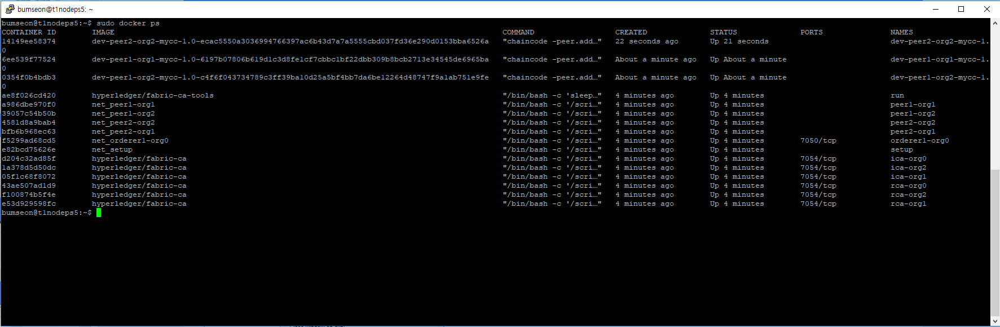 bumseon@t1nodeps5: ~
bumseon@t1nodeps5:~$ sudo docker ps
CONTAINER ID        IMAGE                                                                                      COMMAND                  CREATED              STATUS              PORTS               NAMES
14149ee58374        dev-peer2-org2-mycc-1.0-ecac5550a3036994766397ac6b43d7a7a5555cbd037fd36e290d0153bba6526a   "chaincode -peer.add…"   22 seconds ago       Up 21 seconds                           dev-peer2-org2-mycc-1.
0
6ee539f77524        dev-peer1-org1-mycc-1.0-6197b07806b619d1c3d8fe1cf7cbbc1bf22dbb309b8bcb2713e34545de6965ba   "chaincode -peer.add…"   About a minute ago   Up About a minute                       dev-peer1-org1-mycc-1.
0
0354f0b4bdb3        dev-peer1-org2-mycc-1.0-c4f6f043734789c3ff39ba10d25a5bf4bb7da6be12264d48747f9a1ab751e9fe   "chaincode -peer.add…"   About a minute ago   Up About a minute                       dev-peer1-org2-mycc-1.
0
ae8f026cd420        hyperledger/fabric-ca-tools                                                                "/bin/bash -c 'sleep…"   4 minutes ago        Up 4 minutes                            run
a986dbe970f0        net_peer1-org1                                                                             "/bin/bash -c '/scri…"   4 minutes ago        Up 4 minutes                            peer1-org1
39057c54b50b        net_peer1-org2                                                                             "/bin/bash -c '/scri…"   4 minutes ago        Up 4 minutes                            peer1-org2
4581d8a9bab4        net_peer2-org2                                                                             "/bin/bash -c '/scri…"   4 minutes ago        Up 4 minutes                            peer2-org2
bfb6b968ec63        net_peer2-org1                                                                             "/bin/bash -c '/scri…"   4 minutes ago        Up 4 minutes                            peer2-org1
f5299ad68cd5        net_orderer1-org0                                                                          "/bin/bash -c '/scri…"   4 minutes ago        Up 4 minutes        7050/tcp            orderer1-org0
e82bcd75626e        net_setup                                                                                  "/bin/bash -c '/scri…"   4 minutes ago        Up 4 minutes                            setup
d204c32ad85f        hyperledger/fabric-ca                                                                      "/bin/bash -c '/scri…"   4 minutes ago        Up 4 minutes        7054/tcp            ica-org0
1a378d5d50dc        hyperledger/fabric-ca                                                                      "/bin/bash -c '/scri…"   4 minutes ago        Up 4 minutes        7054/tcp            ica-org2
05f1c68f8072        hyperledger/fabric-ca                                                                      "/bin/bash -c '/scri…"   4 minutes ago        Up 4 minutes        7054/tcp            ica-org1
43ae507ad1d9        hyperledger/fabric-ca                                                                      "/bin/bash -c '/scri…"   4 minutes ago        Up 4 minutes        7054/tcp            rca-org0
f100874b5f4e        hyperledger/fabric-ca                                                                      "/bin/bash -c '/scri…"   4 minutes ago        Up 4 minutes        7054/tcp            rca-org2
e53d929598fc        hyperledger/fabric-ca                                                                      "/bin/bash -c '/scri…"   4 minutes ago        Up 4 minutes        7054/tcp            rca-org1
bumseon@t1nodeps5:~$